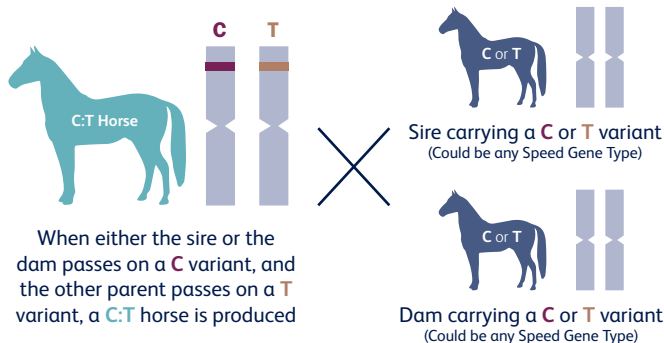 C T
C:T Horse
When either the sire or the
dam passes on a C variant, and
the other parent passes on a T
variant, a C:T horse is produced
C or T
Sire carrying a C or T variant
(Could be any Speed Gene Type)
C or T
Dam carrying a C or T variant
(Could be any Speed Gene Type)